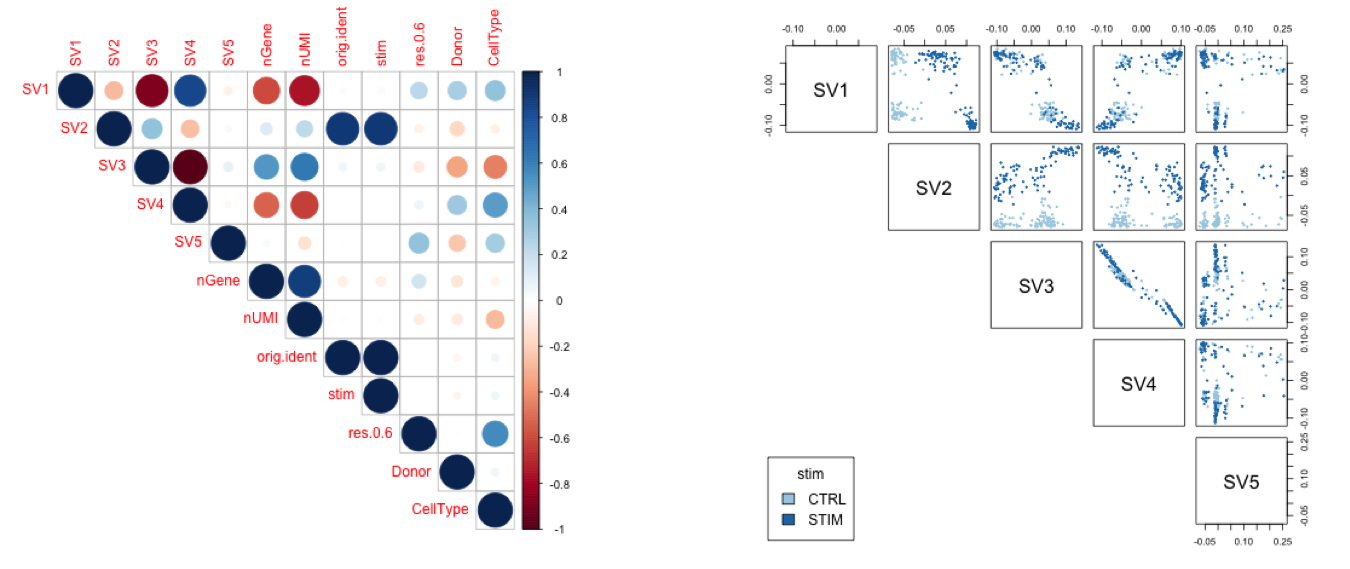 SV1 SV2 SV3 SV4 SV5 nGene nUMI orig.ident stim res.0.6 Donor CellType
SV1
SV2
SV3
SV4
SV5
nGene
nUMI
orig.ident
stim
res.0.6
Donor
CellType
1
0.8
0.6
0.4
0.2
0
-0.2
-0.4
-0.6
-0.8
-1
-0.10 0.00
-0.05 0.05
-0.10 0.00 0.10
-0.10 0.00 0.10
-0.05 0.10 0.25
SV1
-0.10 0.00
SV2
-0.05 0.05
SV3
-0.10 0.00 0.10
SV4
-0.10 0.00 0.10
SV5
-0.05 0.10 0.25
-0.05 0.10 0.25
stim
CTRL
STIM